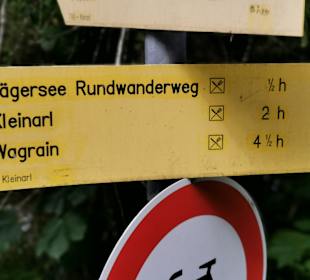 ägersee Rundwanderweg ½ h
Kleinarl 2 h
Wagrain 4 ½ h
Kleinarl